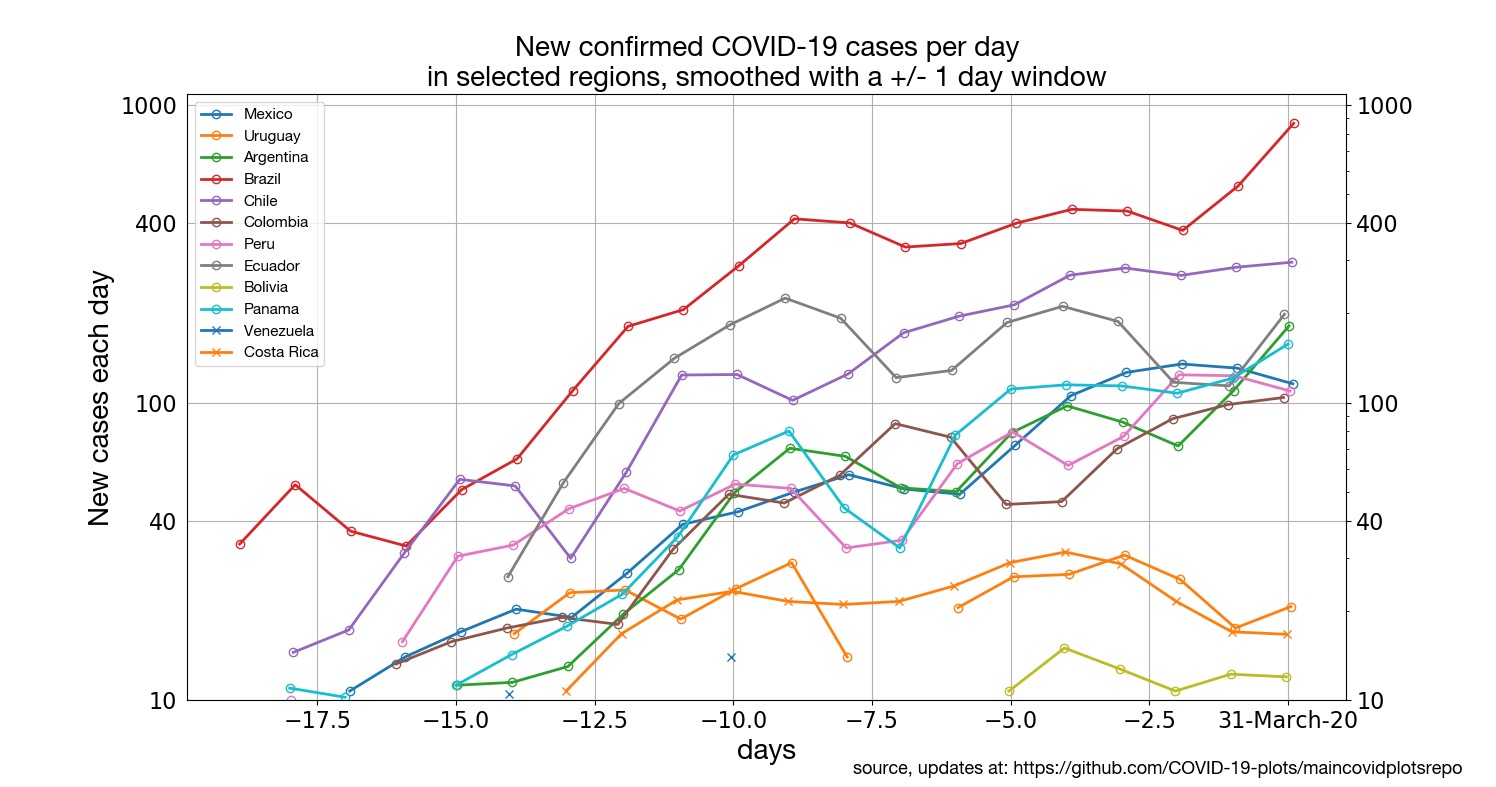 New confirmed COVID-19 cases per day
in selected regions, smoothed with a +/- 1 day window
New cases each day
1000
400
100
40
10
Mexico
Uruguay
Argentina
Brazil
Chile
Colombia
Peru
Ecuador
Bolivia
Panama
Venezuela
Costa Rica
1000
400
100
40
10
−17.5 −15.0 −12.5 −10.0 −7.5 −5.0 −2.5 31-March-20
days
source, updates at: https://github.com/COVID-19-plots/maincovidplotsrepo